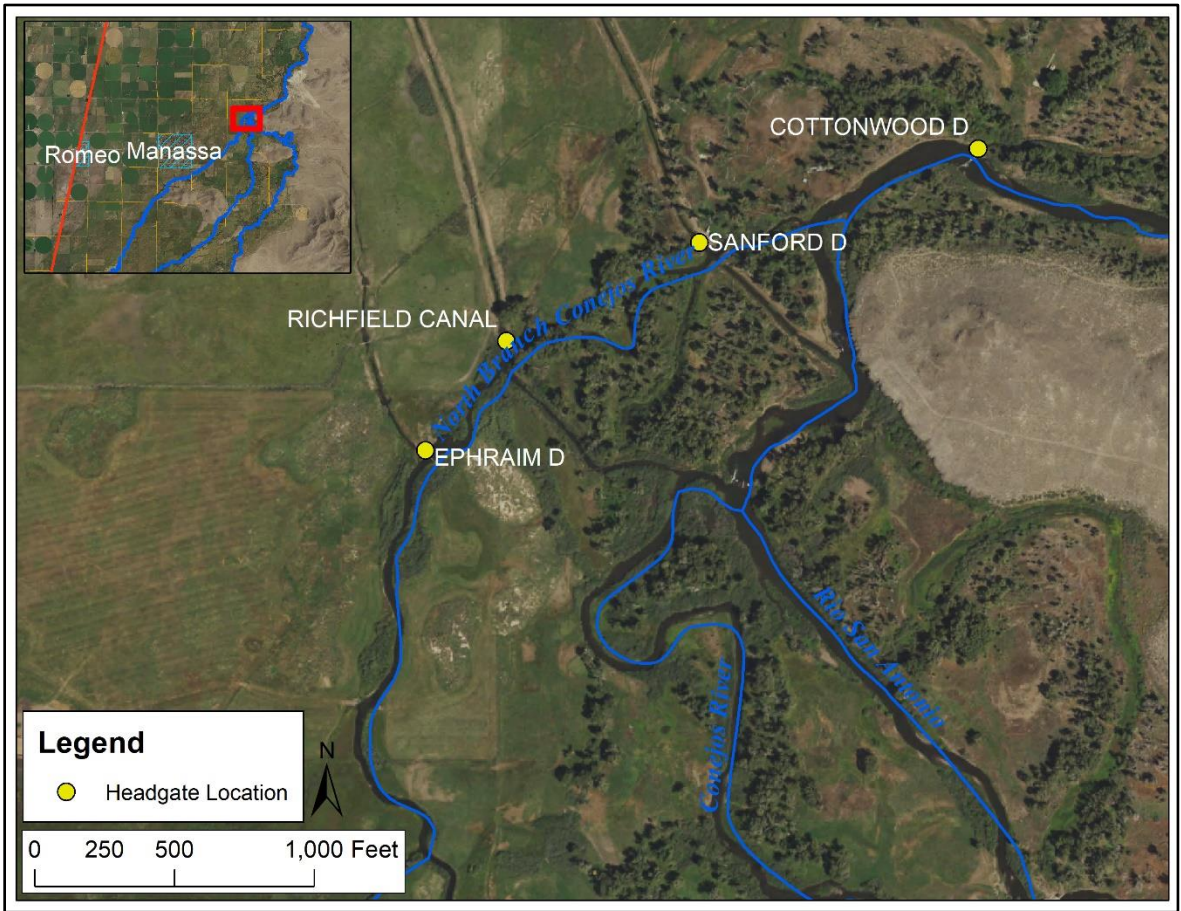 Romeo Manassa
COTTONWOOD D
SANFORD D
North Branch Conejos River
RICHFIELD CANAL
EPHRAIM D
Rio San Antonio
Conejos River
Legend
Headgate Location
N
0 250 500 1,000 Feet